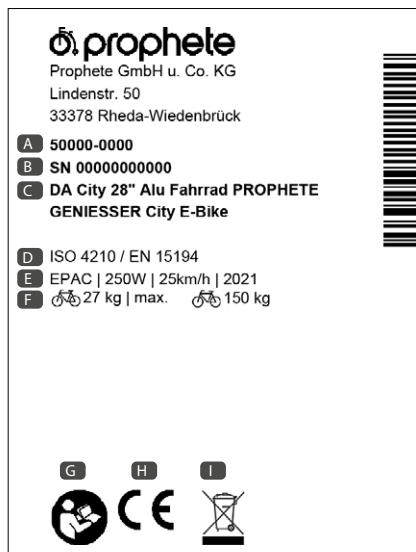 prophete
Prophete GmbH u. Co. KG
Lindenstr. 50
33378 Rheda-Wiedenbrück
A 50000-0000
B SN 00000000000
C DA City 28" Alu Fahrrad PROPHETE
GENIESSER City E-Bike
D ISO 4210 / EN 15194
E EPAC | 250W | 25km/h | 2021
F 27 kg | max. 150 kg
G H I
CE